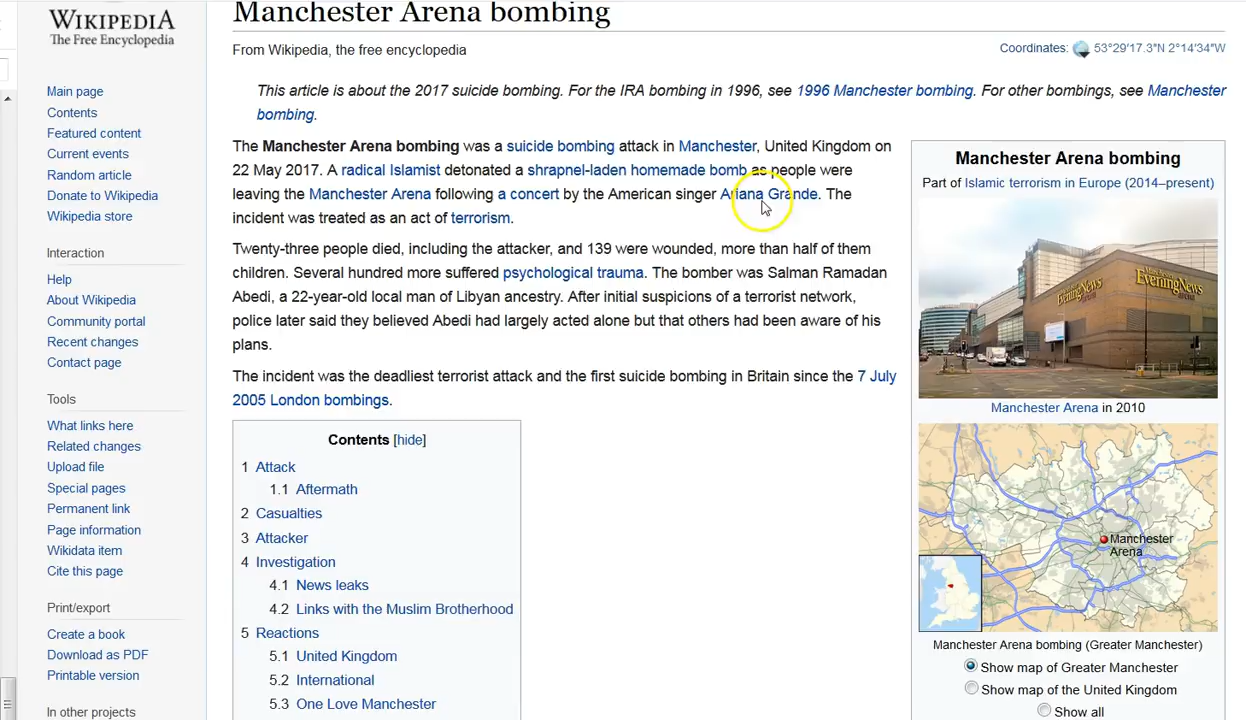 WIKIPEDIA
The Free Encyclopedia
Main page
Contents
Featured content
Current events
Random article
Donate to Wikipedia
Wikipedia store
Interaction
Help
About Wikipedia
Community portal
Recent changes
Contact page
Tools
What links here
Related changes
Upload file
Special pages
Permanent link
Page information
Wikidata item
Cite this page
Print/export
Create a book
Download as PDF
Printable version
In other projects
Manchester Arena bombing
From Wikipedia, the free encyclopedia
Coordinates: 53°29′17.3″N 2°14′34″W
This article is about the 2017 suicide bombing. For the IRA bombing in 1996, see 1996 Manchester bombing. For other bombings, see Manchester
bombing.
The Manchester Arena bombing was a suicide bombing attack in Manchester, United Kingdom on
22 May 2017. A radical Islamist detonated a shrapnel-laden homemade bomb as people were
leaving the Manchester Arena following a concert by the American singer Ariana Grande. The
incident was treated as an act of terrorism.
Twenty-three people died, including the attacker, and 139 were wounded, more than half of them
children. Several hundred more suffered psychological trauma. The bomber was Salman Ramadan
Abedi, a 22-year-old local man of Libyan ancestry. After initial suspicions of a terrorist network,
police later said they believed Abedi had largely acted alone but that others had been aware of his
plans.
The incident was the deadliest terrorist attack and the first suicide bombing in Britain since the 7 July
2005 London bombings.
Contents [hide]
1 Attack
1.1 Aftermath
2 Casualties
3 Attacker
4 Investigation
4.1 News leaks
4.2 Links with the Muslim Brotherhood
5 Reactions
5.1 United Kingdom
5.2 International
5.3 One Love Manchester
Manchester Arena bombing
Part of Islamic terrorism in Europe (2014–present)
Evening News
Manchester
Evening News
Manchester Arena in 2010
Manchester
Arena
Manchester Arena bombing (Greater Manchester)
Show map of Greater Manchester
Show map of the United Kingdom
Show all